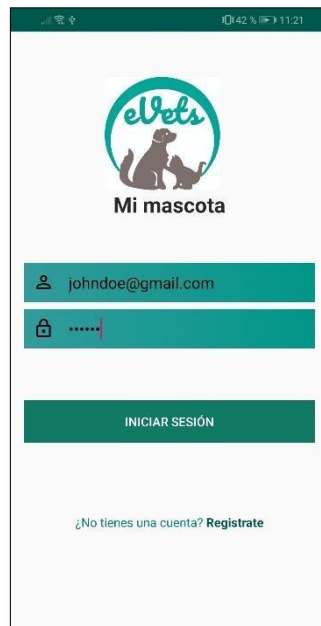 42 % 11:21
eVets
Mi mascota
johndoe@gmail.com
••••••
INICIAR SESIÓN
¿No tienes una cuenta? Registrate